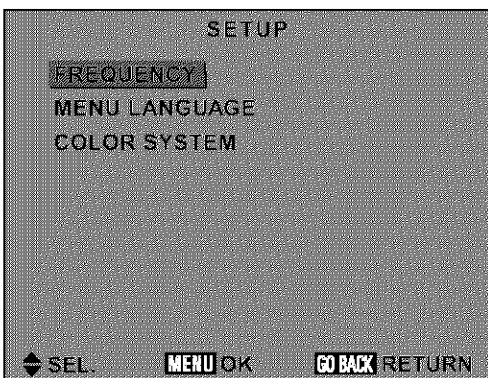 SETUP
FREQUENCY
MENU LANGUAGE
COLOR SYSTEM
SEL. MENU OK GO BACK RETURN